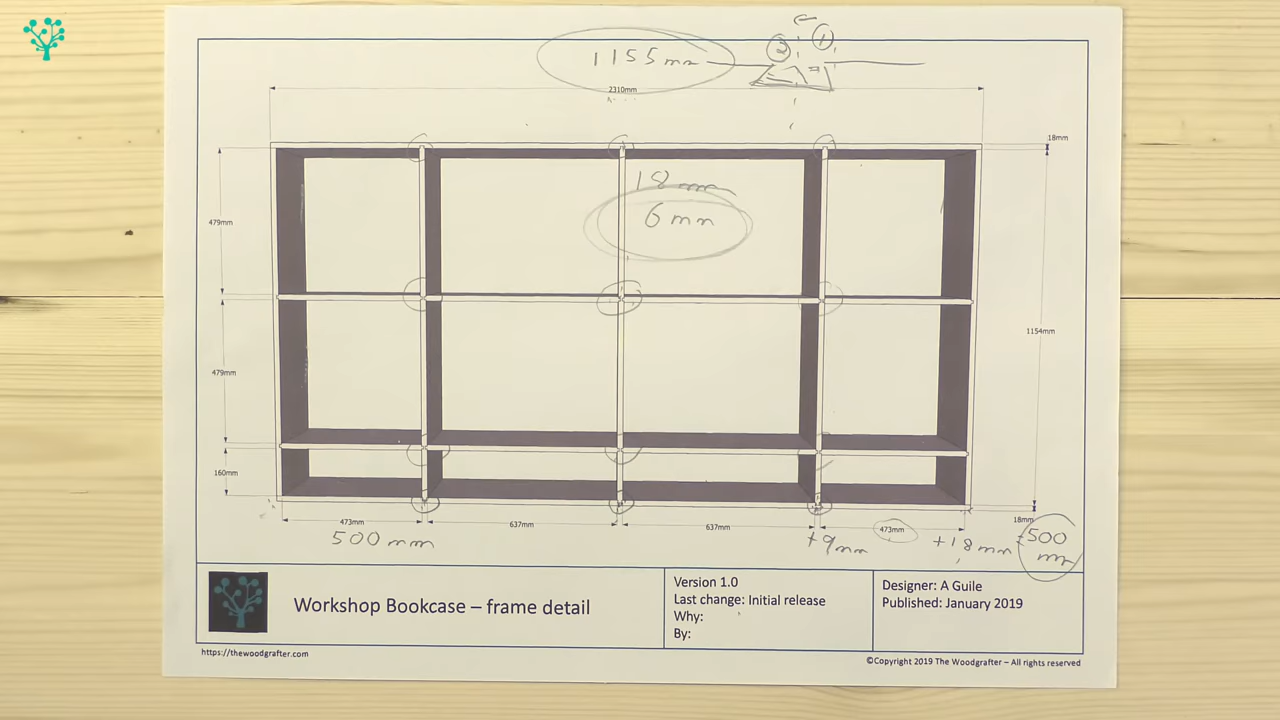 1155mm
2
1
2310mm
18mm
18mm
6mm
479mm
479mm
1154mm
160mm
473mm
637mm
637mm
473mm
18mm
500mm
+9mm
+18mm
=500
mm
Workshop Bookcase – frame detail
Version 1.0
Last change: Initial release
Why:
By:
Designer: A Guile
Published: January 2019
https://thewoodgrafter.com
©Copyright 2019 The Woodgrafter – All rights reserved